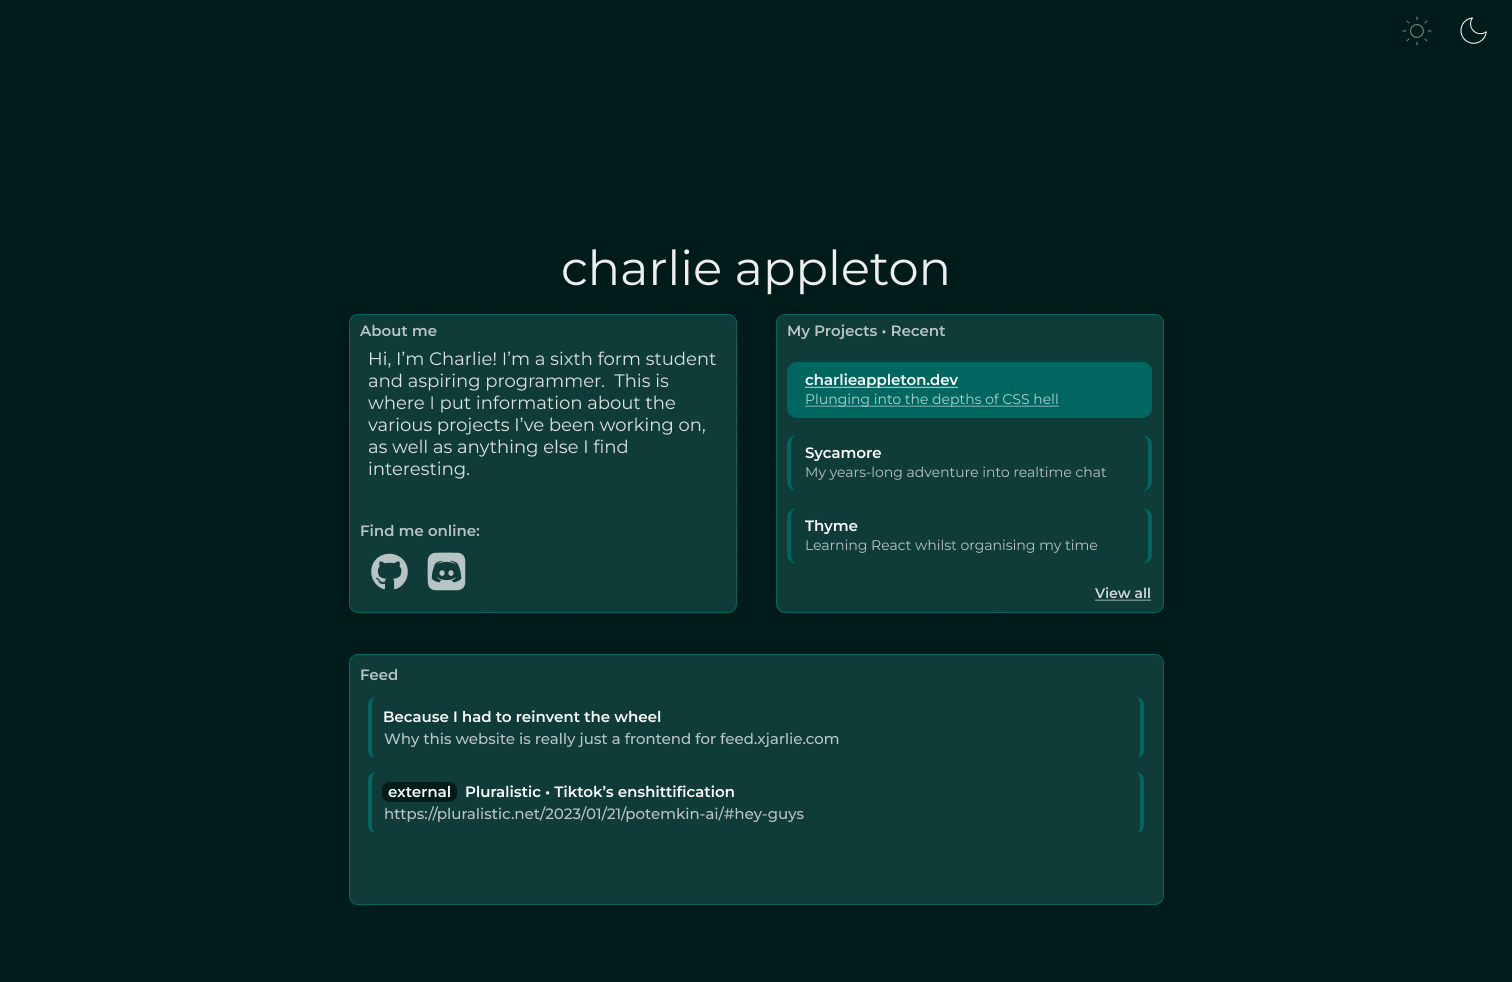 charlie appleton
About me
Hi, I’m Charlie! I’m a sixth form student
and aspiring programmer.  This is
where I put information about the
various projects I’ve been working on,
as well as anything else I find
interesting.
Find me online:
My Projects • Recent
charlieappleton.dev
Plunging into the depths of CSS hell
Sycamore
My years-long adventure into realtime chat
Thyme
Learning React whilst organising my time
View all
Feed
Because I had to reinvent the wheel
Why this website is really just a frontend for feed.xjarlie.com
external Pluralistic • Tiktok’s enshittification
https://pluralistic.net/2023/01/21/potemkin-ai/#hey-guys